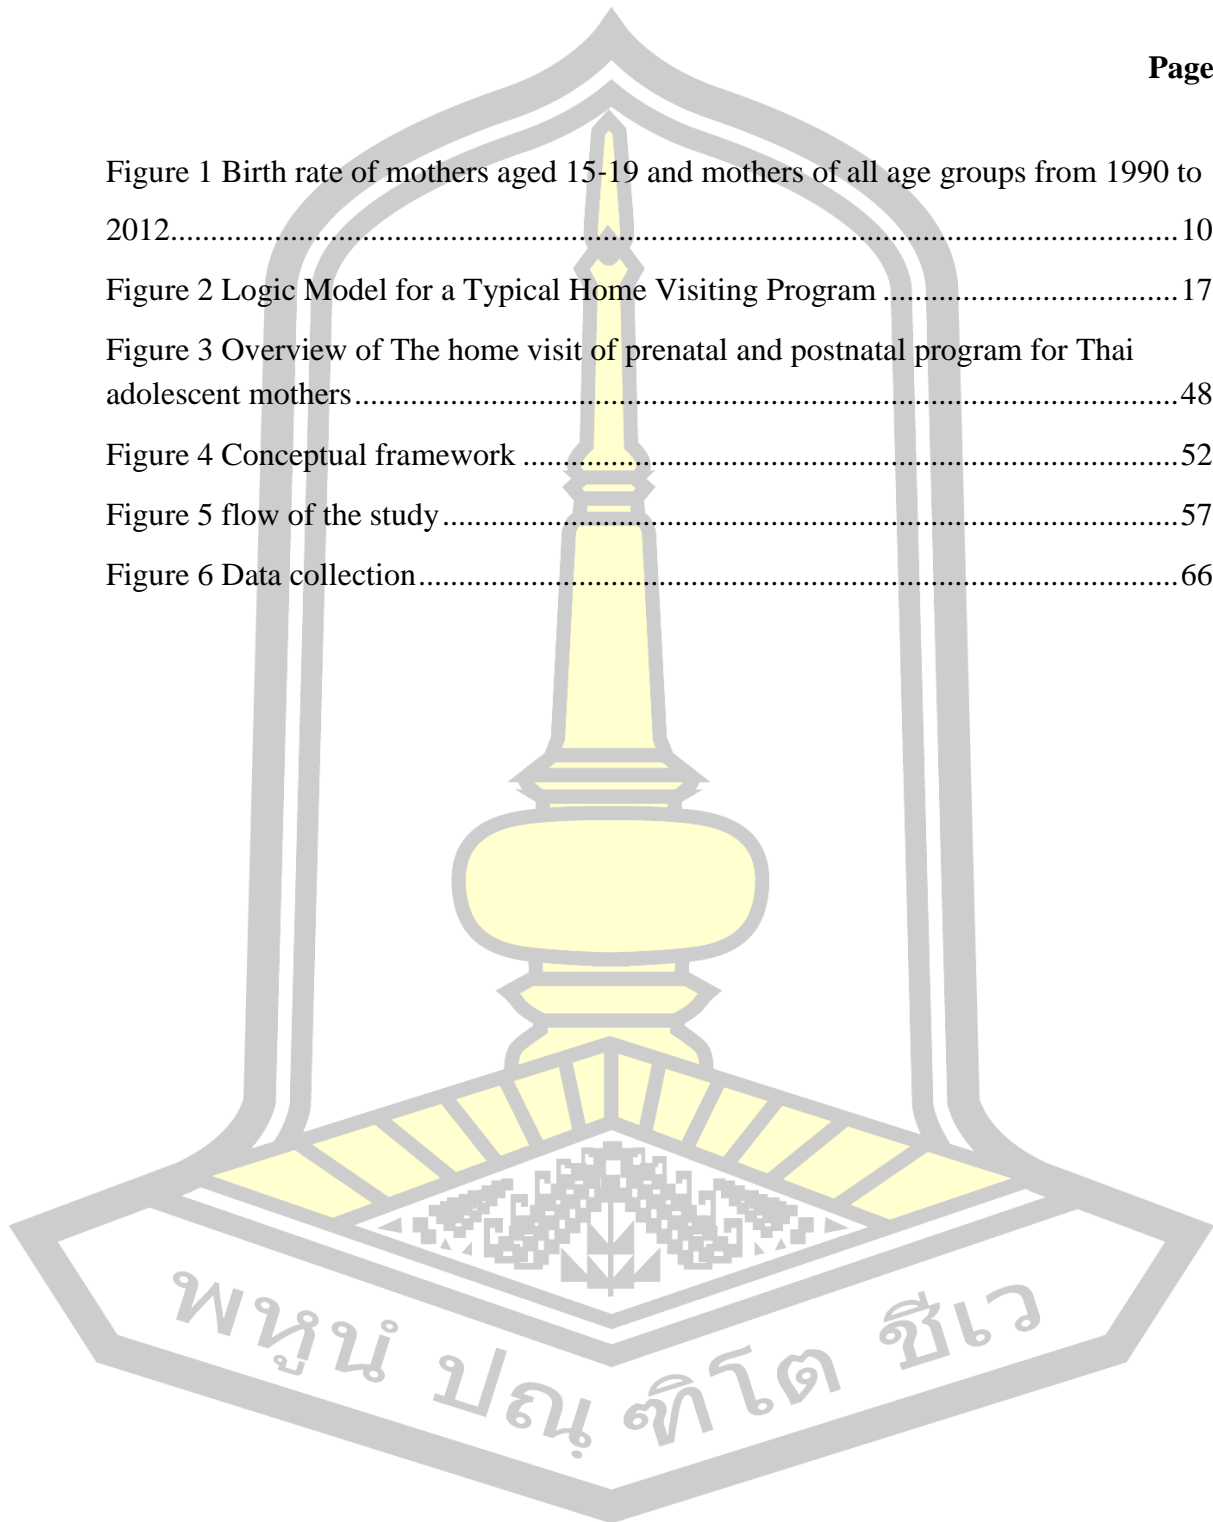 Page
Figure 1 Birth rate of mothers aged 15-19 and mothers of all age groups from 1990 to
2012..........................................................................................................................10
Figure 2 Logic Model for a Typical Home Visiting Program ....................................17
Figure 3 Overview of The home visit of prenatal and postnatal program for Thai
adolescent mothers....................................................................................................48
Figure 4 Conceptual framework ................................................................................52
Figure 5 flow of the study..........................................................................................57
Figure 6 Data collection.............................................................................................66
พหูนํ ปณฺ ฑิโต ชีเว